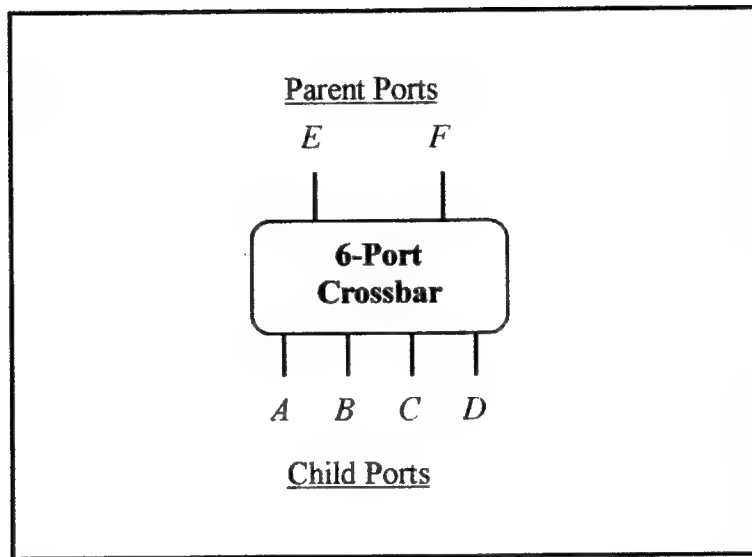 Parent Ports
E F
6-Port
Crossbar
A B C D
Child Ports